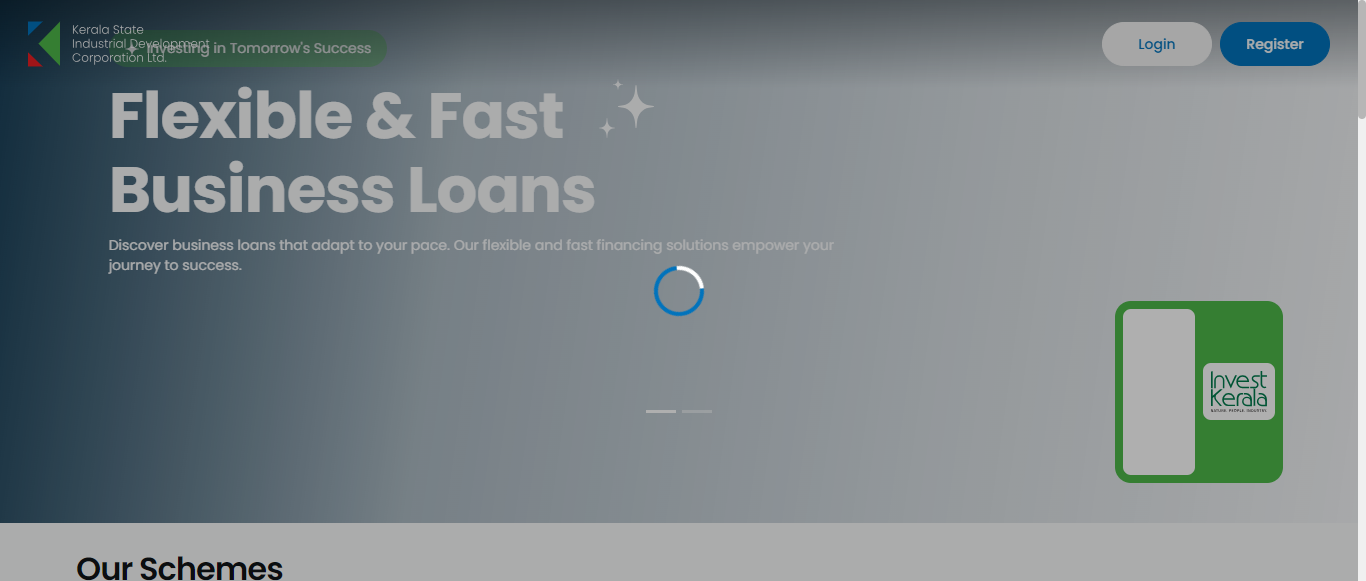 Kerala State
Industrial Development
Corporation Ltd.
Investing in Tomorrow's Success
Login
Register
Flexible & Fast
Business Loans
Discover business loans that adapt to your pace. Our flexible and fast financing solutions empower your
journey to success.
Invest
Kerala
NATURE. PEOPLE. INDUSTRY.
Our Schemes